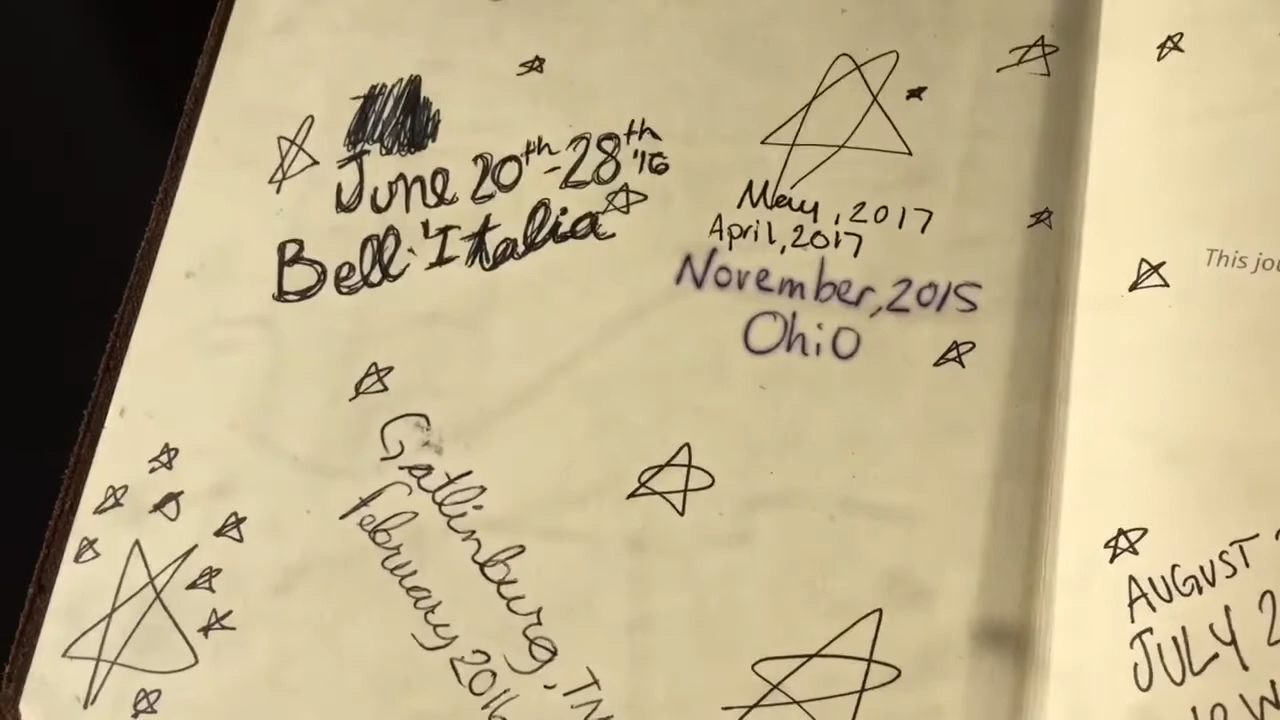 June 20th-28th '16
Bell 'Italia
May, 2017
April, 2017
November, 2015
Ohio
Gatlinburg, TN
February 2016
This
AUGUST
JULY 2